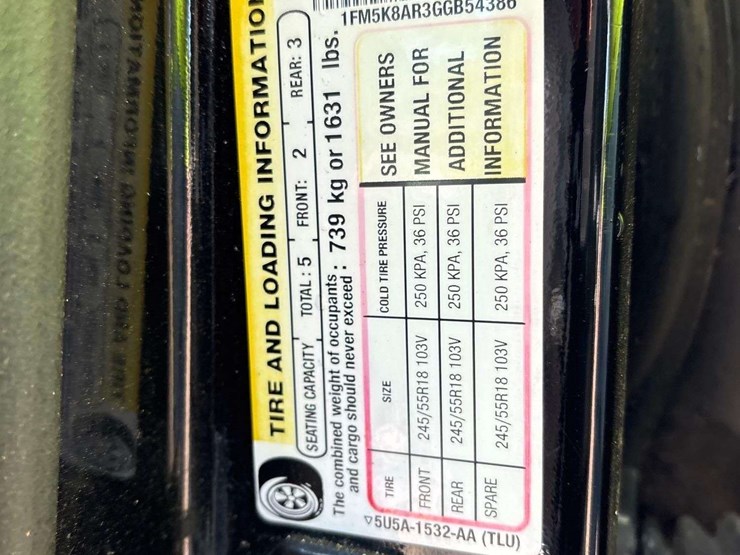 1FM5K8AR3GGB54386
TIRE AND LOADING INFORMATION
SEATING CAPACITY TOTAL : 5 FRONT: 2 REAR: 3
The combined weight of occupants : 739 kg or 1631 lbs.
and cargo should never exceed
TIRE SIZE COLD TIRE PRESSURE SEE OWNERS
FRONT 245/55R18 103V 250 KPA, 36 PSI MANUAL FOR
REAR 245/55R18 103V 250 KPA, 36 PSI ADDITIONAL
SPARE 245/55R18 103V 250 KPA, 36 PSI INFORMATION
▽5U5A-1532-AA (TLU)